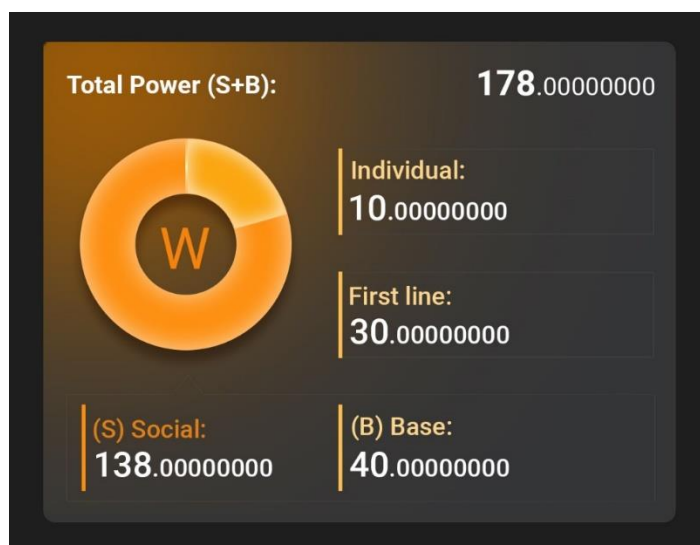 Total Power (S+B): 178.00000000
W
Individual:
10.00000000
First line:
30.00000000
(S) Social:
138.00000000
(B) Base:
40.00000000